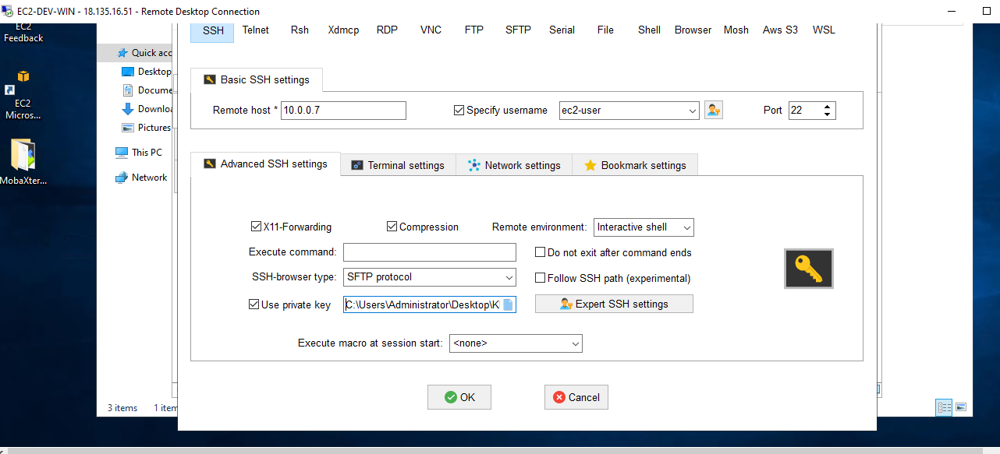 EC2-DEV-WIN - 18.135.16.51 - Remote Desktop Connection
EC2
Feedback
EC2
Micros...
MobaXter...
Quick acc
Desktop
Docume
Downloa
Pictures
This PC
Network
3 items 1 item
SSH Telnet Rsh Xdmcp RDP VNC FTP SFTP Serial File Shell Browser Mosh Aws S3 WSL
Basic SSH settings
Remote host * 10.0.0.7 Specify username ec2-user Port 22
Advanced SSH settings Terminal settings Network settings Bookmark settings
X11-Forwarding Compression Remote environment: Interactive shell
Execute command: Do not exit after command ends
SSH-browser type: SFTP protocol Follow SSH path (experimental)
Use private key C:\Users\Administrator\Desktop\K Expert SSH settings
Execute macro at session start: <none>
OK Cancel